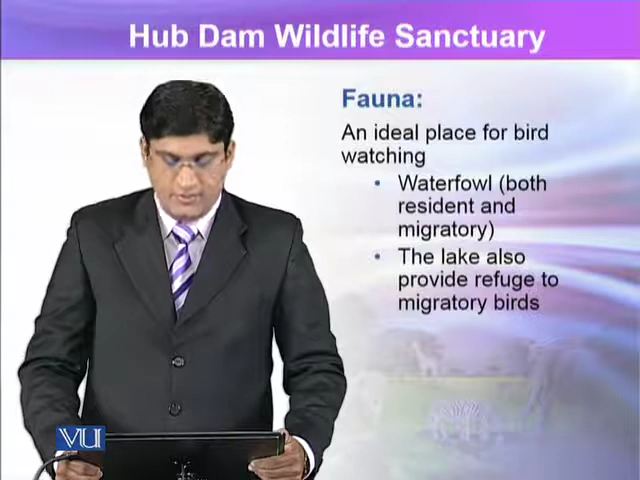 Hub Dam Wildlife Sanctuary
Fauna:
An ideal place for bird
watching
• Waterfowl (both
resident and
migratory)
• The lake also
provide refuge to
migratory birds
VU